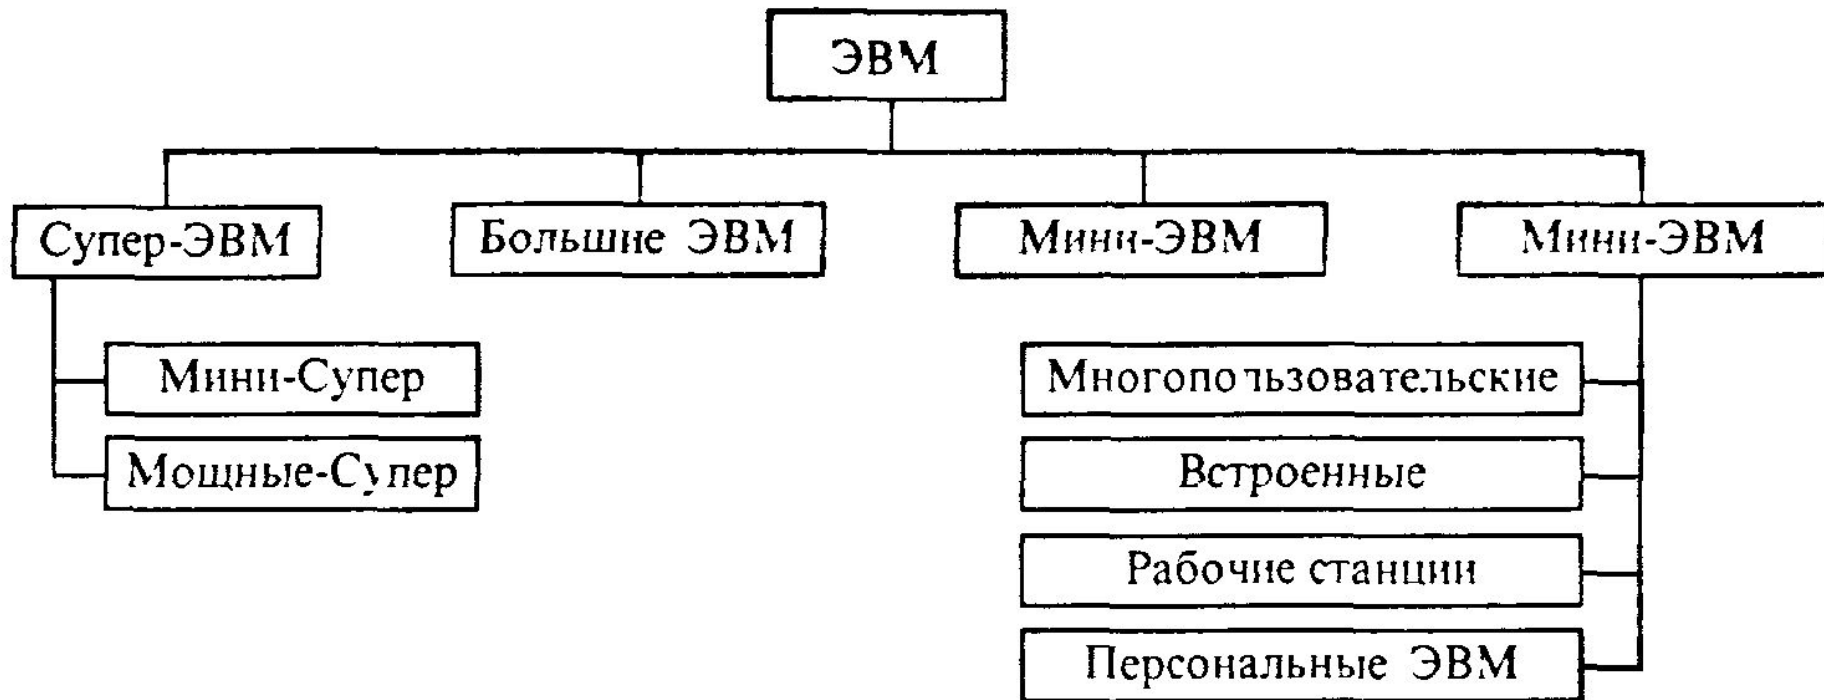 ЭВМ
Супер-ЭВМ
Большие ЭВМ
Мини-ЭВМ
Мини-ЭВМ
Мини-Супер
Мощные-Супер
Многопользовательские
Встроенные
Рабочие станции
Персональные ЭВМ